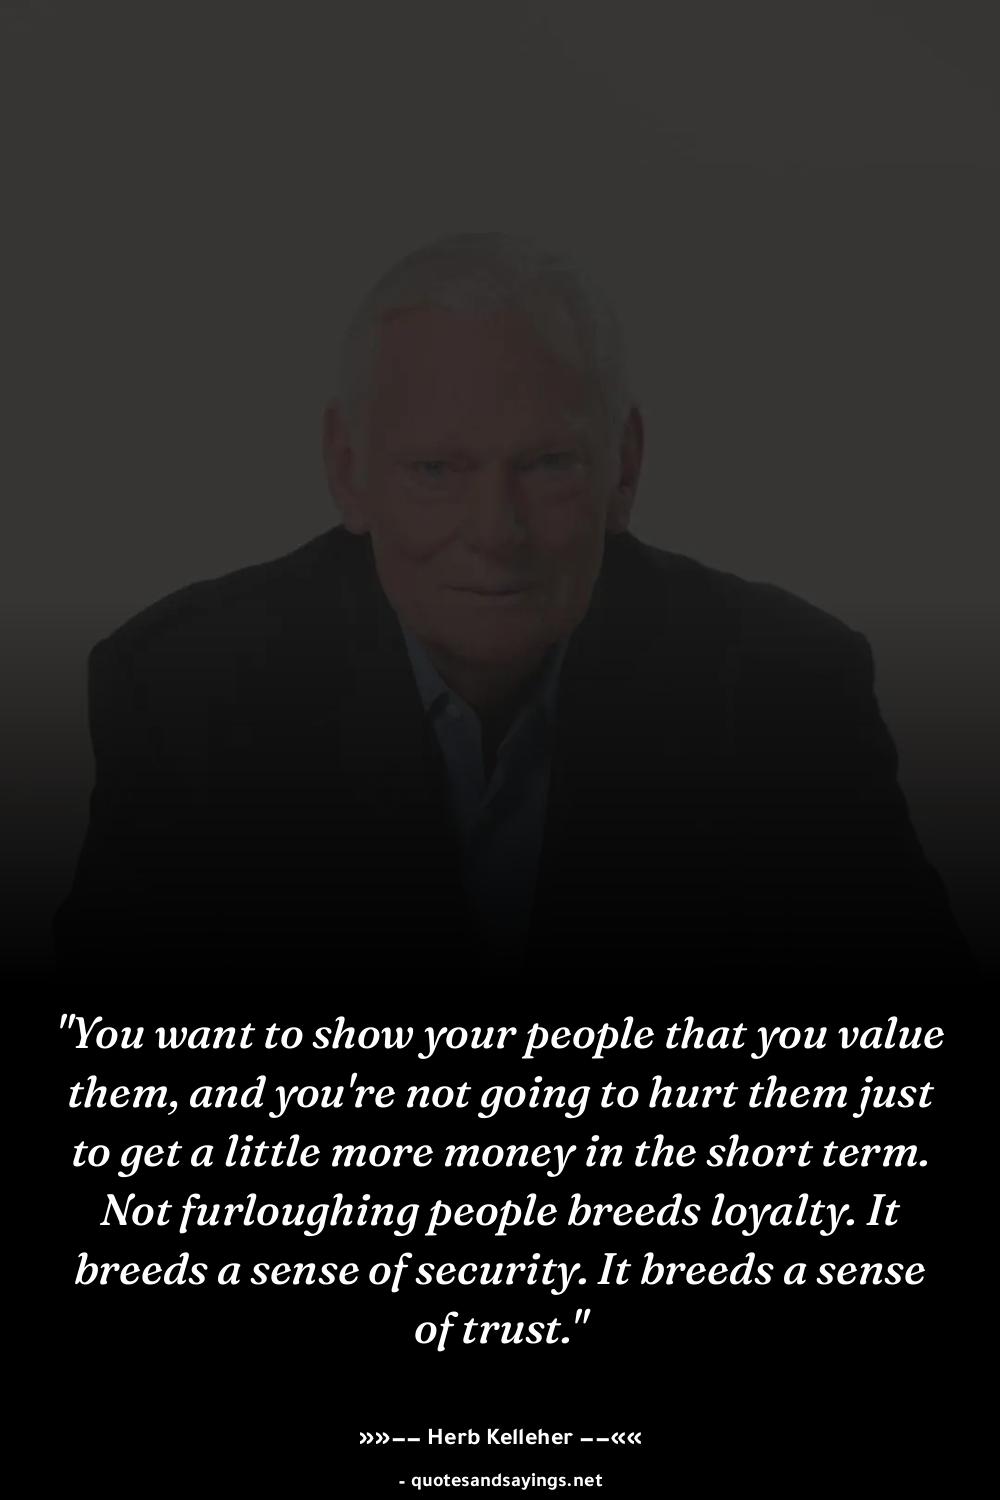 "You want to show your people that you value
them, and you're not going to hurt them just
to get a little more money in the short term.
Not furloughing people breeds loyalty. It
breeds a sense of security. It breeds a sense
of trust."
»»−− Herb Kelleher −−««
- quotesandsayings.net